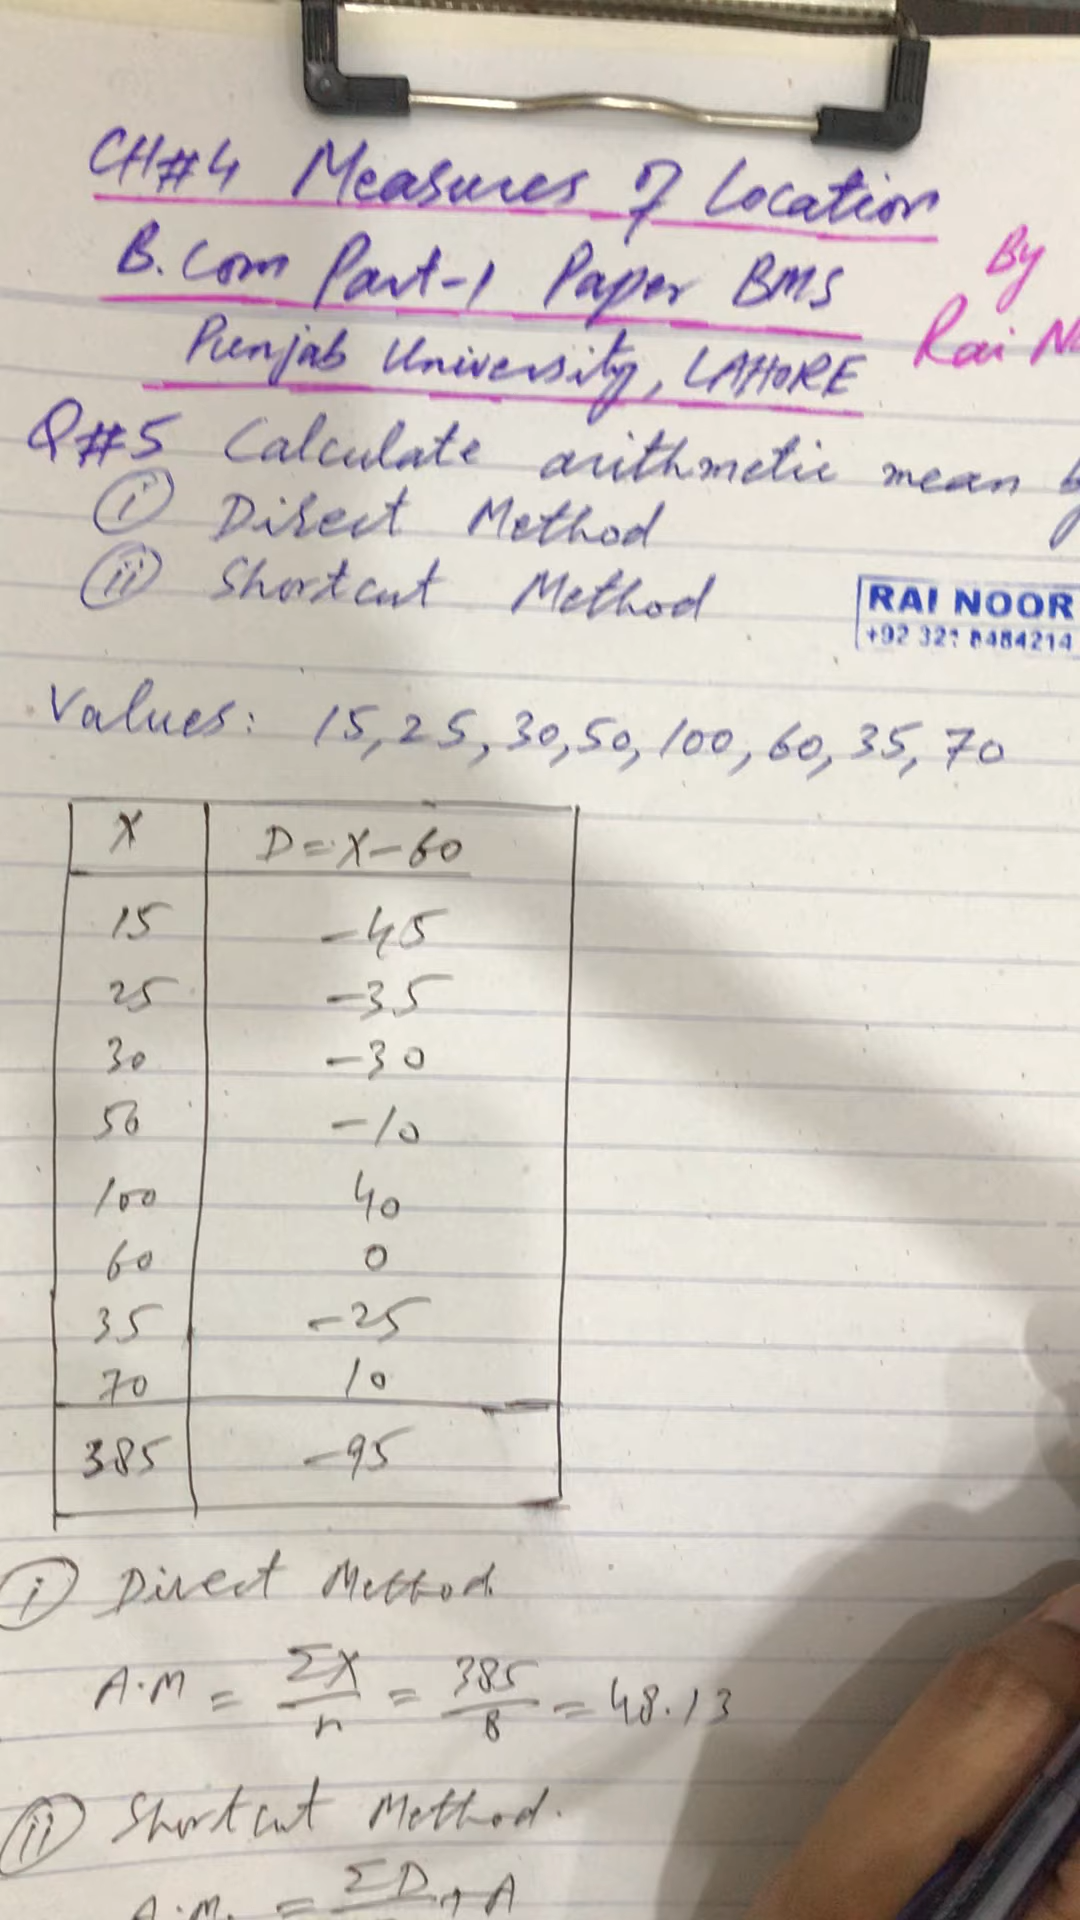 CH#4 Measures of Location
B.Com Part-1 Paper BMS
By
Punjab University, LAHORE
Rai
Q#5 Calculate arithmetic mean
(i) Direct Method
(ii) Shortcut Method
RAI NOOR
Values: 15, 25, 30, 50, 100, 60, 35, 70
X D = X - 60
15 -45
25 -35
30 -30
50 -10
100 40
60 0
35 -25
70 10
385 -95
(i) Direct Method
A.M = ΣX/n = 385/8 = 48.13
(ii) Shortcut Method.
A.M. = ΣD + A